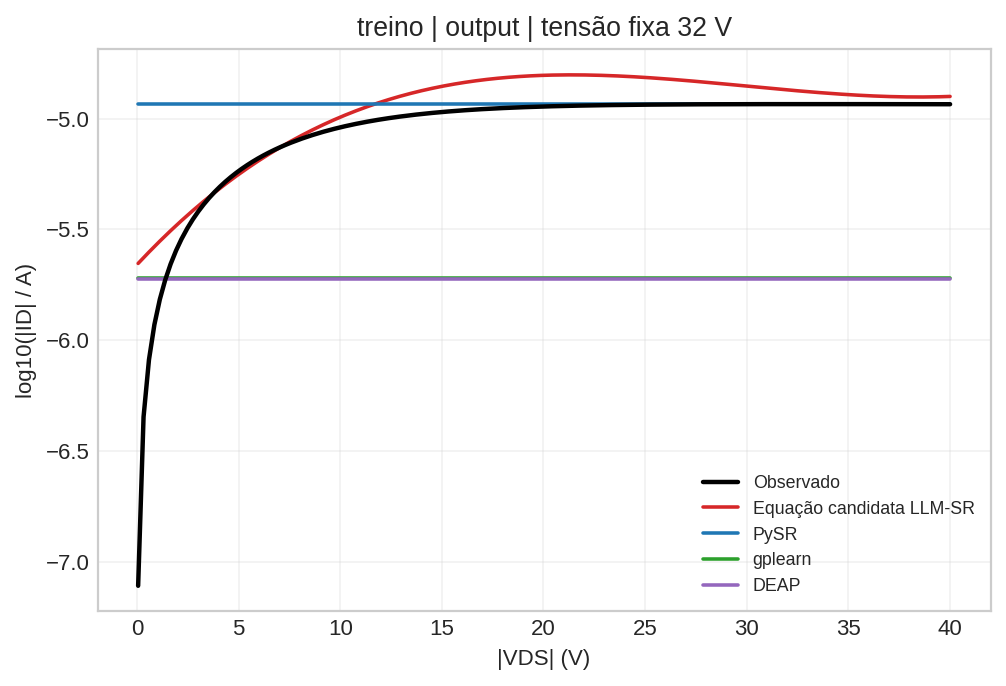 treino | output | tensão fixa 32 V
log10(|ID| / A)
−5.0
−5.5
−6.0
−6.5
−7.0
Observado
Equação candidata LLM-SR
PySR
gplearn
DEAP
0 5 10 15 20 25 30 35 40
|VDS| (V)